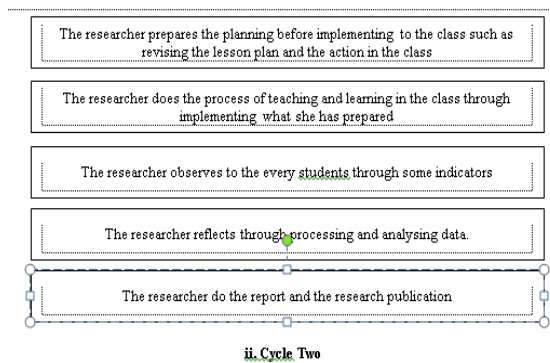 The researcher prepares the planning before implementing to the class such as
revising the lesson plan and the action in the class
The researcher does the process of teaching and learning in the class through
implementing what she has prepared
The researcher observes to the every students through some indicators
The researcher reflects through processing and analysing data.
The researcher do the report and the research publication
ii. Cycle Two